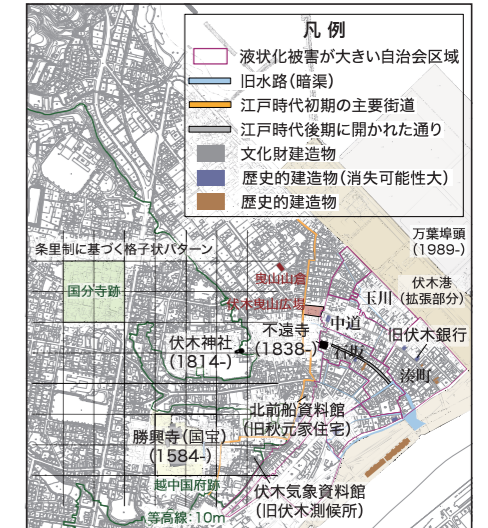 凡例
液状化被害が大きい自治会区域
旧水路（暗渠）
江戸時代初期の主要街道
江戸時代後期に開かれた通り
文化財建造物
歴史的建造物（消失可能性大）
歴史的建造物
万葉埠頭
（1989-）
条里制に基づく格子状パターン
曳山山倉
伏木港
（拡張部分）
国分寺跡
玉川
伏木曳山広場
中道
不遠寺
（1838-）
旧伏木銀行
伏木神社
（1814-）
石坂
湊町
北前船資料館
（旧秋元家住宅）
勝興寺（国宝）
（1584-）
越中国府跡
伏木気象資料館
（旧伏木測候所）
等高線：10m